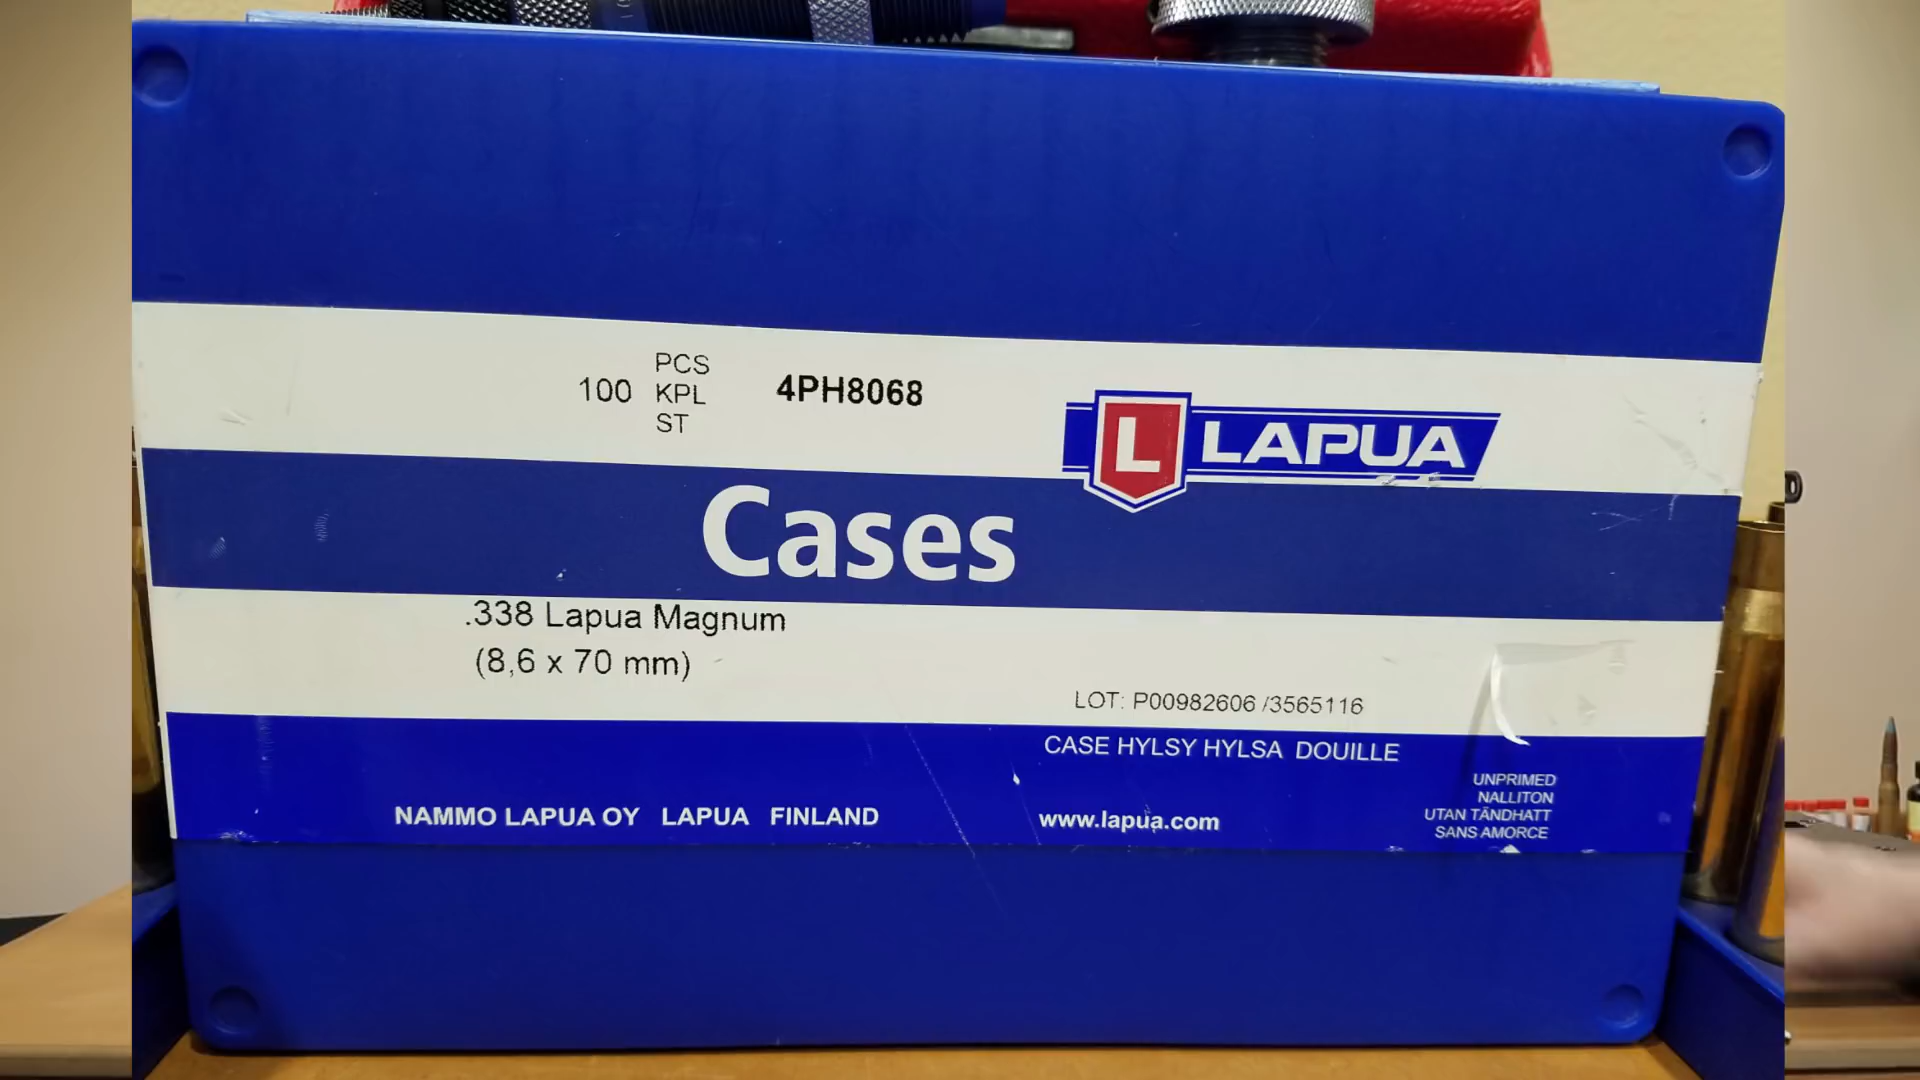 100
PCS
KPL
ST
4PH8068
L LAPUA
Cases
.338 Lapua Magnum
(8,6 x 70 mm)
LOT: P00982606 /3565116
CASE HYLSY HYLSA DOUILLE
NAMMO LAPUA OY LAPUA FINLAND
www.lapua.com
UNPRIMED
NALLITON
UTAN TÄNDHATT
SANS AMORCE